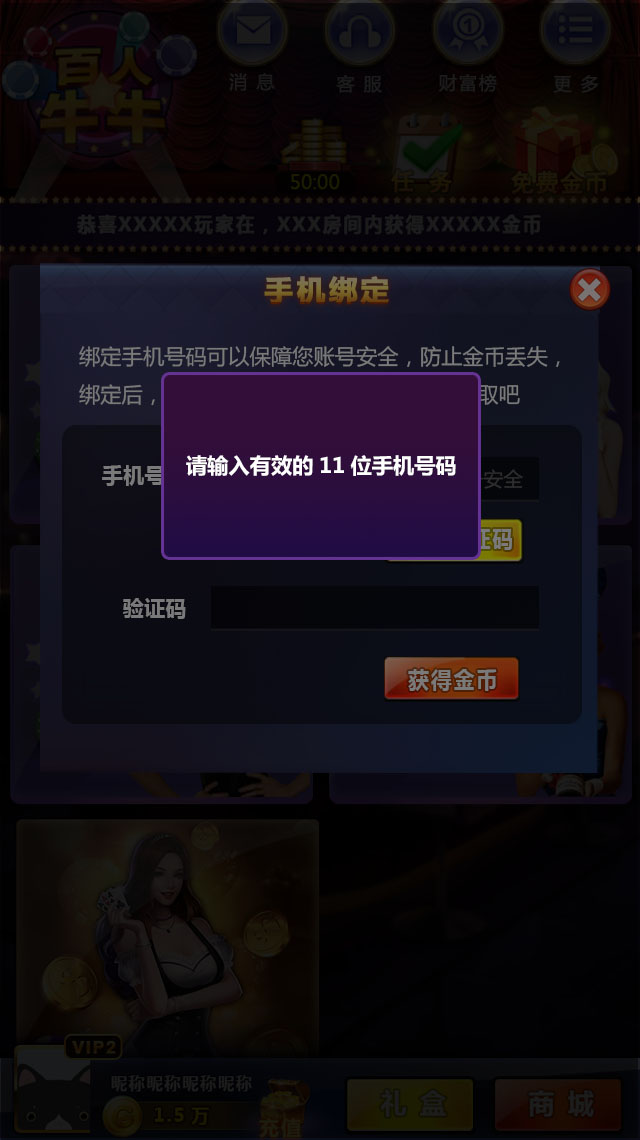 百人
牛牛
消息
客服
财富榜
更多
50:00
任务
免费金币
恭喜XXXXX玩家在，XXX房间内获得XXXXX金币
手机绑定
绑定手机号码可以保障您账号安全，防止金币丢失，
绑定后，
取吧
手机号
安全
请输入有效的 11 位手机号码
证码
验证码
获得金币
VIP2
昵称昵称昵称昵称
1.5 万
充值
礼盒
商城